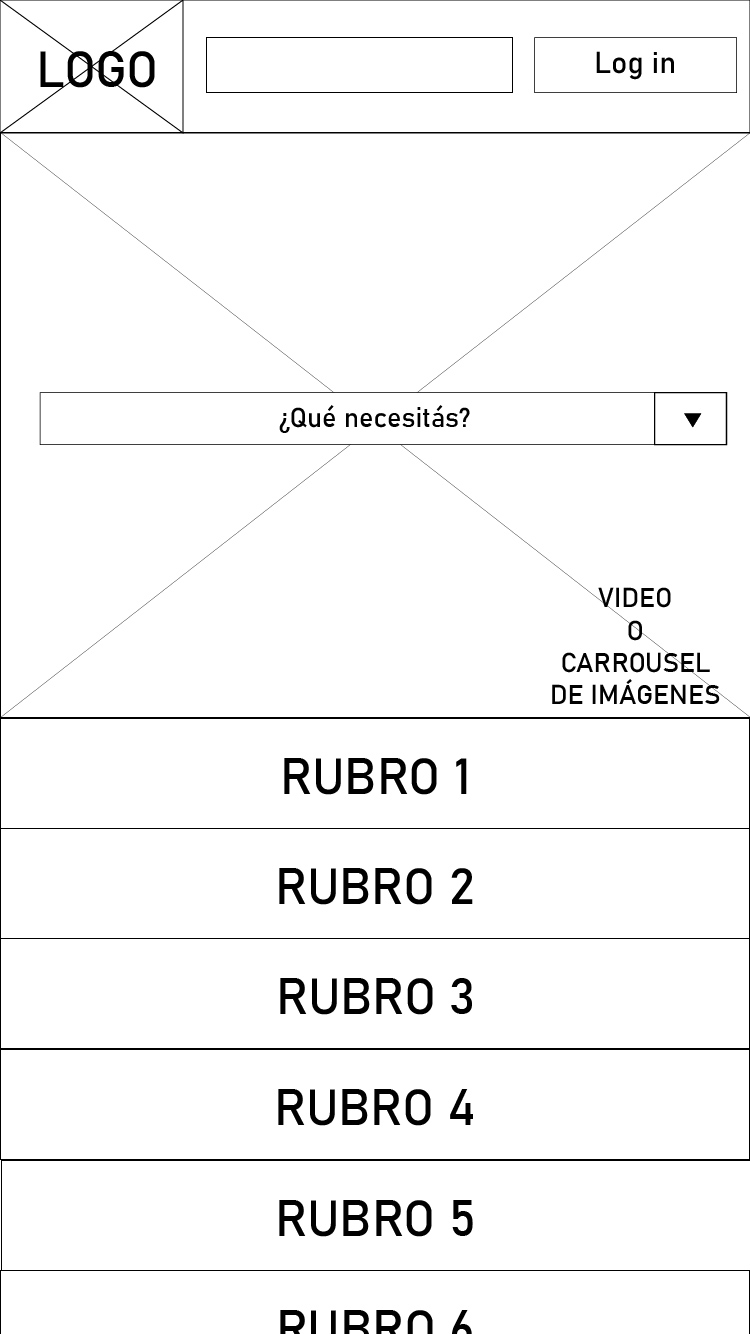 LOGO
Log in
¿Qué necesitás?
VIDEO
O
CARROUSEL
DE IMÁGENES
RUBRO 1
RUBRO 2
RUBRO 3
RUBRO 4
RUBRO 5
RUBRO 6